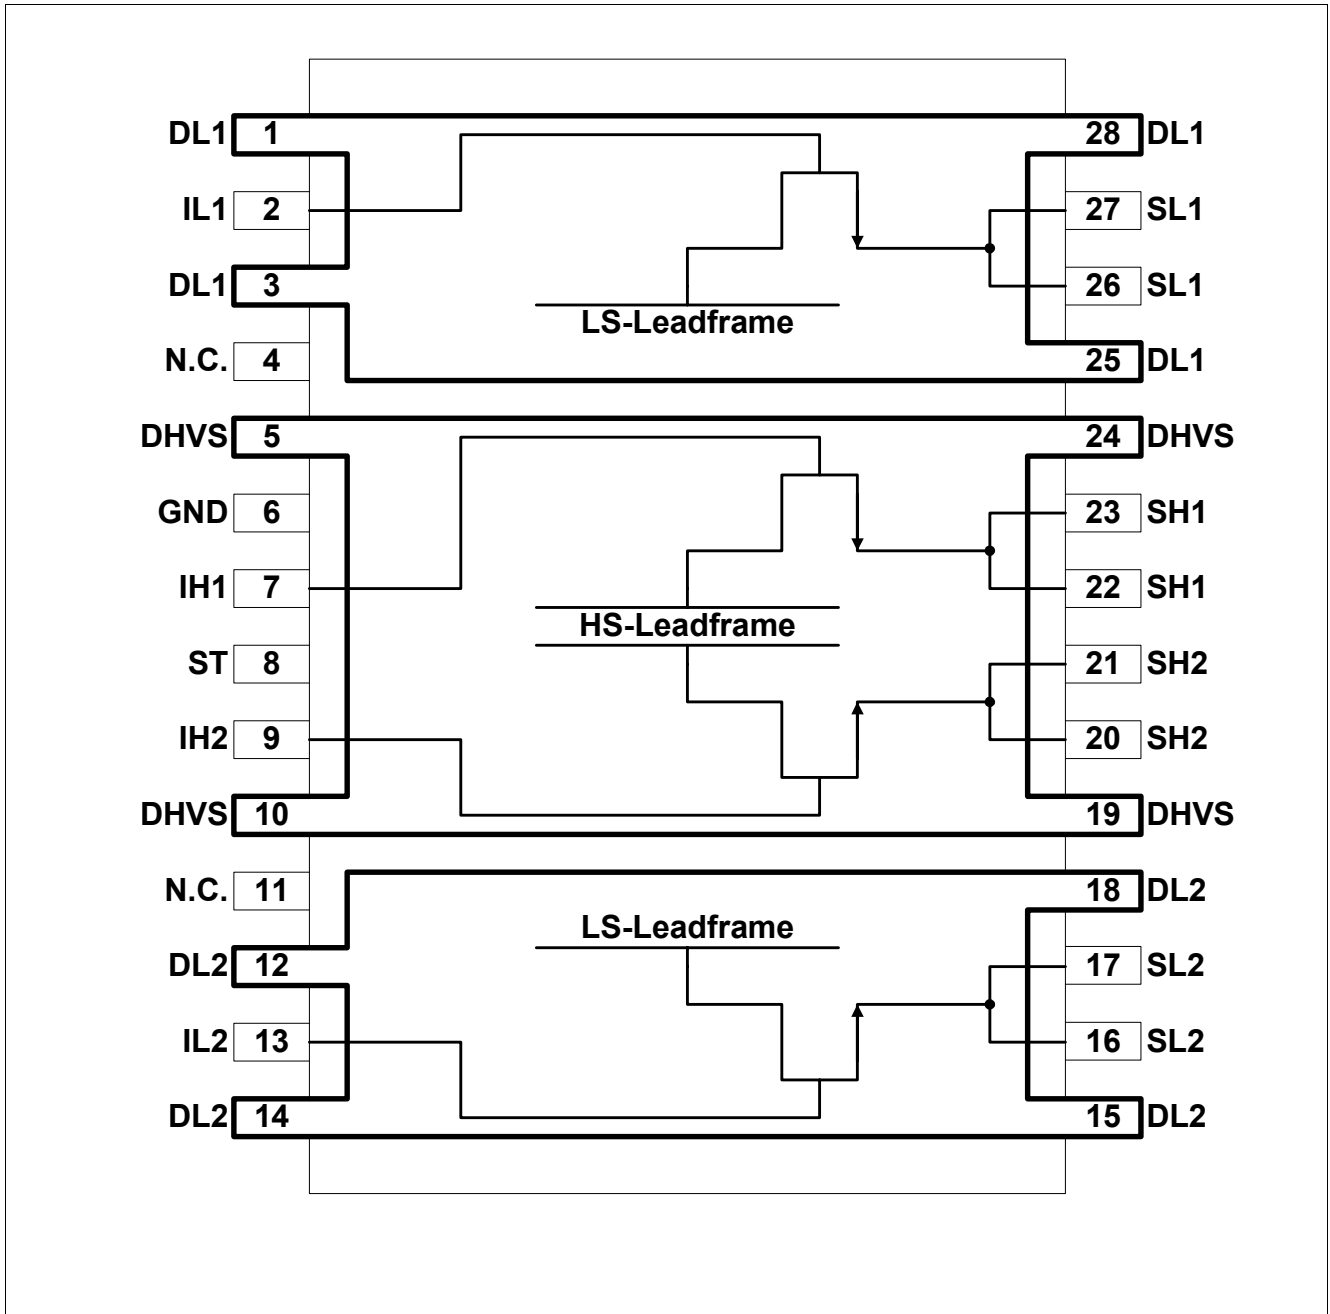 DL1 1 28 DL1
IL1 2 27 SL1
DL1 3 26 SL1
LS-Leadframe
N.C. 4 25 DL1
DHVS 5 24 DHVS
GND 6 23 SH1
IH1 7 22 SH1
HS-Leadframe
ST 8 21 SH2
IH2 9 20 SH2
DHVS 10 19 DHVS
N.C. 11 18 DL2
LS-Leadframe
DL2 12 17 SL2
IL2 13 16 SL2
DL2 14 15 DL2